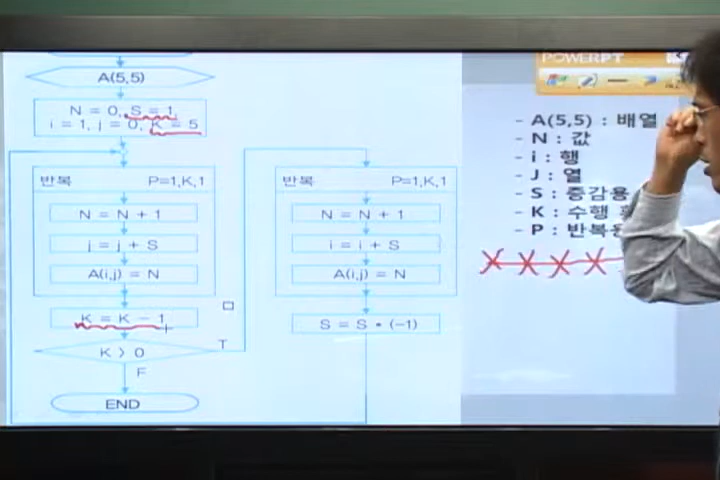 POWERPT
A(5,5)
N = 0, S = 1,
i = 1, j = 0, K = 5
반복 P=1,K,1
N = N + 1
j = j + S
A(i,j) = N
K = K - 1
K > 0
T
F
END
반복 P=1,K,1
N = N + 1
i = i + S
A(i,j) = N
S = S * (-1)
- A(5,5) : 배열
- N : 값
- i : 행
- J : 열
- S : 증감용
- K : 수행
- P : 반복